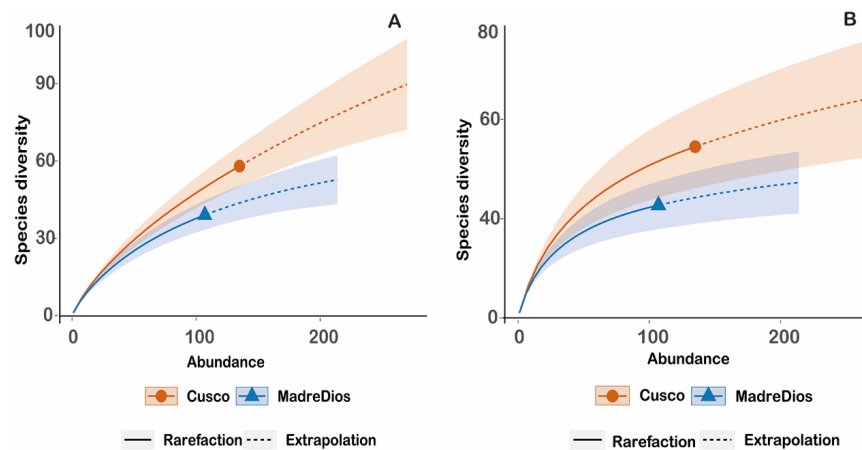 A
100
90
60
30
0
Species diversity
0 100 200
Abundance
Cusco MadreDios
Rarefaction Extrapolation
B
80
60
40
0
Species diversity
0 100 200
Abundance
Cusco MadreDios
Rarefaction Extrapolation